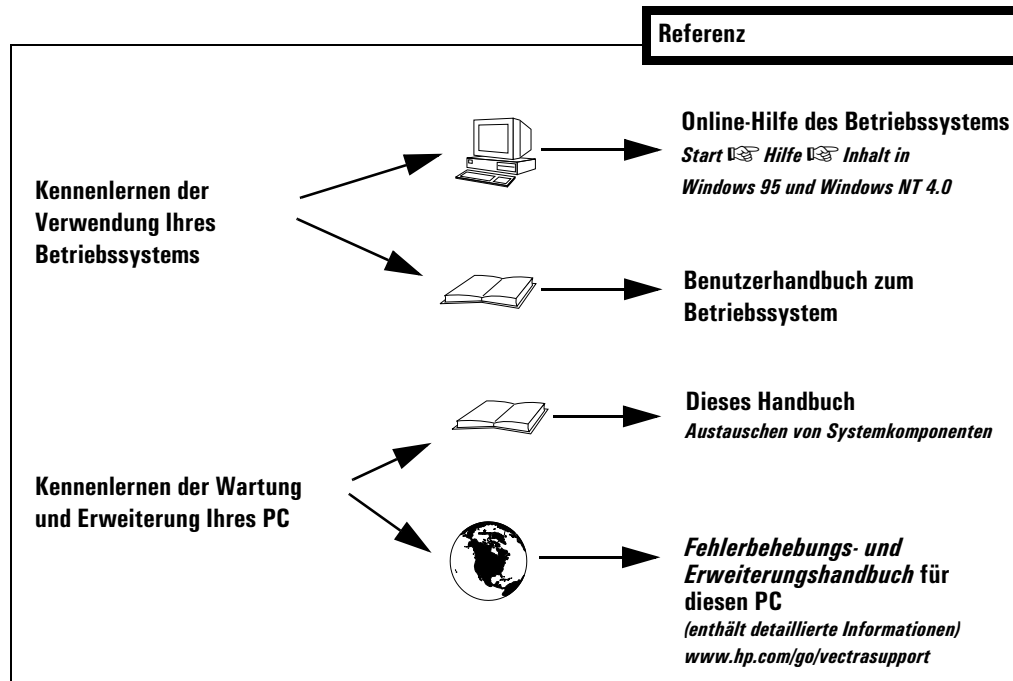 Referenz
Kennenlernen der
Verwendung Ihres
Betriebssystems
Online-Hilfe des Betriebssystems
Start ☞ Hilfe ☞ Inhalt in
Windows 95 und Windows NT 4.0
Benutzerhandbuch zum
Betriebssystem
Kennenlernen der Wartung
und Erweiterung Ihres PC
Dieses Handbuch
Austauschen von Systemkomponenten
Fehlerbehebungs- und
Erweiterungshandbuch für
diesen PC
(enthält detaillierte Informationen)
www.hp.com/go/vectrasupport